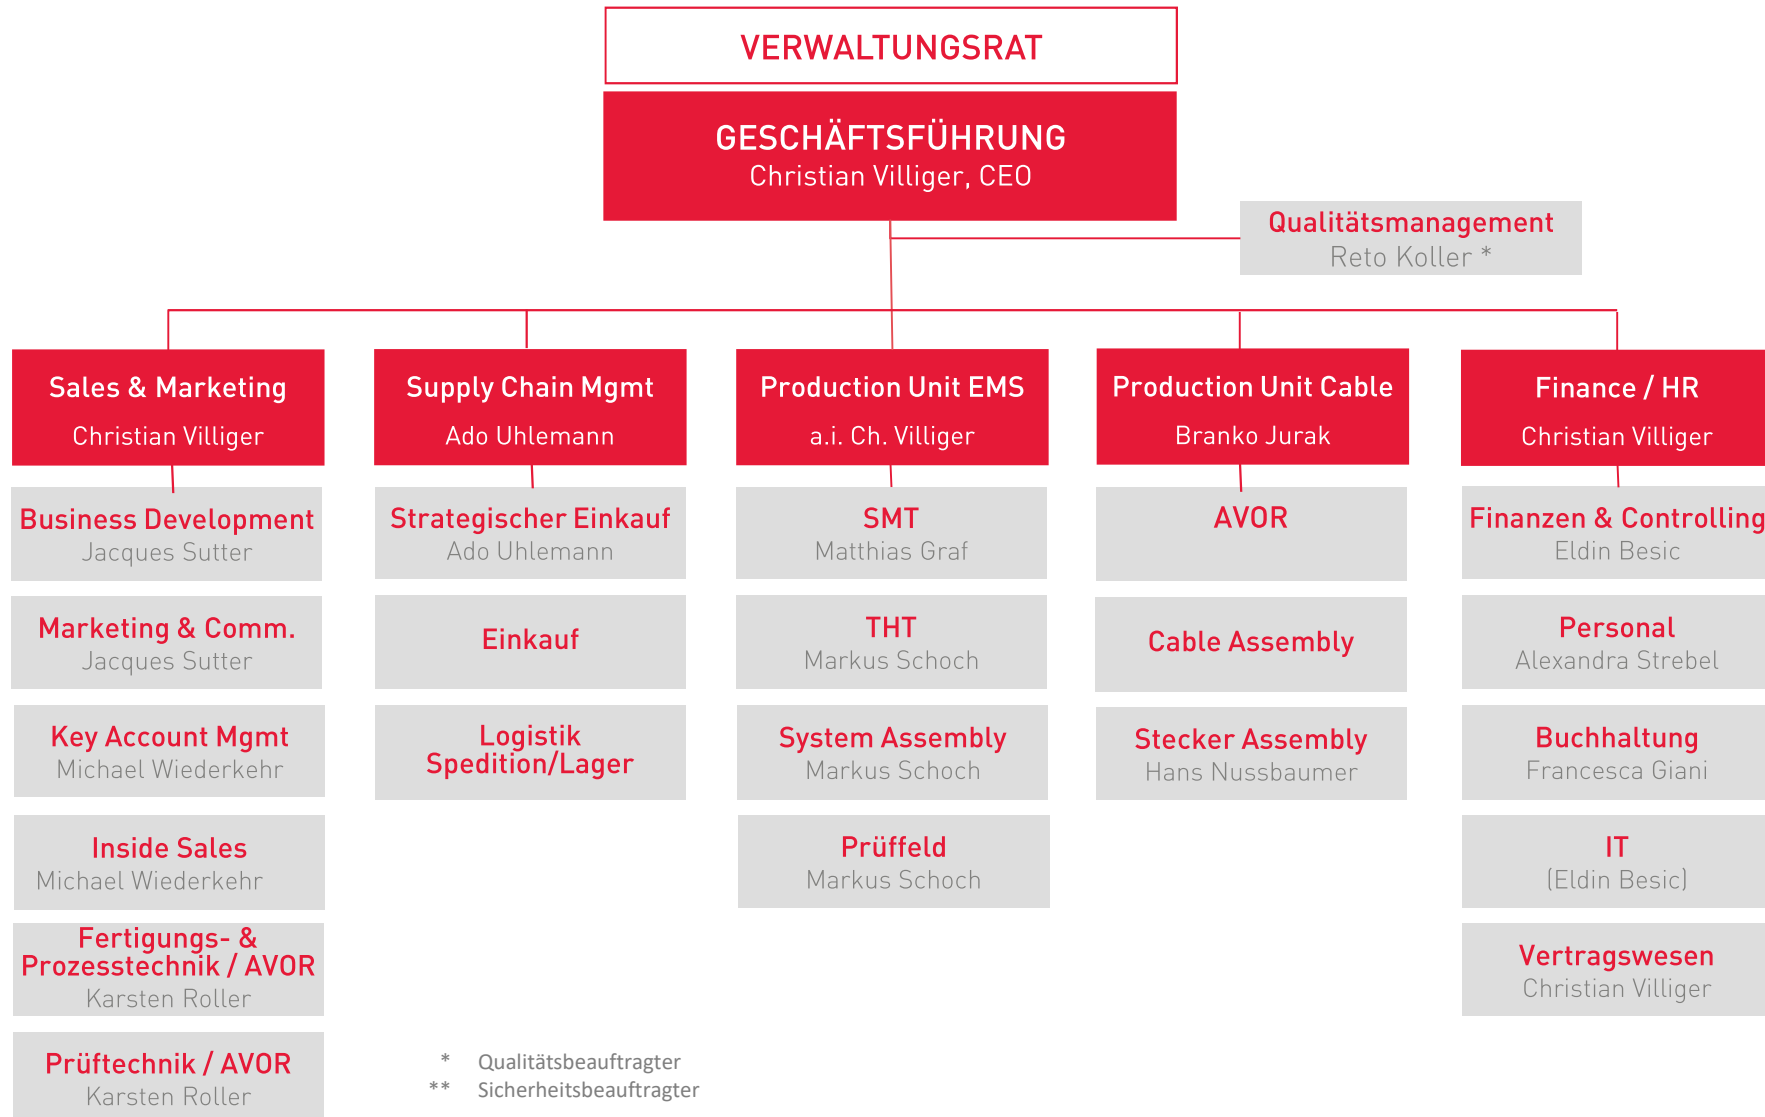 VERWALTUNGSRAT
GESCHÄFTSFÜHRUNG
Christian Villiger, CEO
Qualitätsmanagement
Reto Koller *
Sales & Marketing
Christian Villiger
Business Development
Jacques Sutter
Marketing & Comm.
Jacques Sutter
Key Account Mgmt
Michael Wiederkehr
Inside Sales
Michael Wiederkehr
Fertigungs- &
Prozesstechnik / AVOR
Karsten Roller
Prüftechnik / AVOR
Karsten Roller
Supply Chain Mgmt
Ado Uhlemann
Strategischer Einkauf
Ado Uhlemann
Einkauf
Logistik
Spedition/Lager
Production Unit EMS
a.i. Ch. Villiger
SMT
Matthias Graf
THT
Markus Schoch
System Assembly
Markus Schoch
Prüffeld
Markus Schoch
Production Unit Cable
Branko Jurak
AVOR
Cable Assembly
Stecker Assembly
Hans Nussbaumer
Finance / HR
Christian Villiger
Finanzen & Controlling
Eldin Besic
Personal
Alexandra Strebel
Buchhaltung
Francesca Giani
IT
(Eldin Besic)
Vertragswesen
Christian Villiger
* Qualitätsbeauftragter
** Sicherheitsbeauftragter